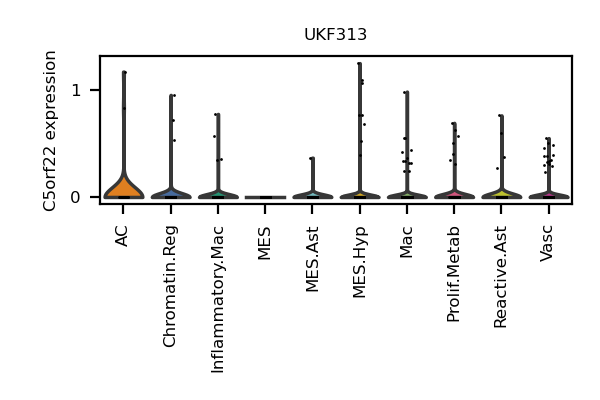 UKF313
C5orf22 expression
1
0
AC
Chromatin.Reg
Inflammatory.Mac
MES
MES.Ast
MES.Hyp
Mac
Prolif.Metab
Reactive.Ast
Vasc